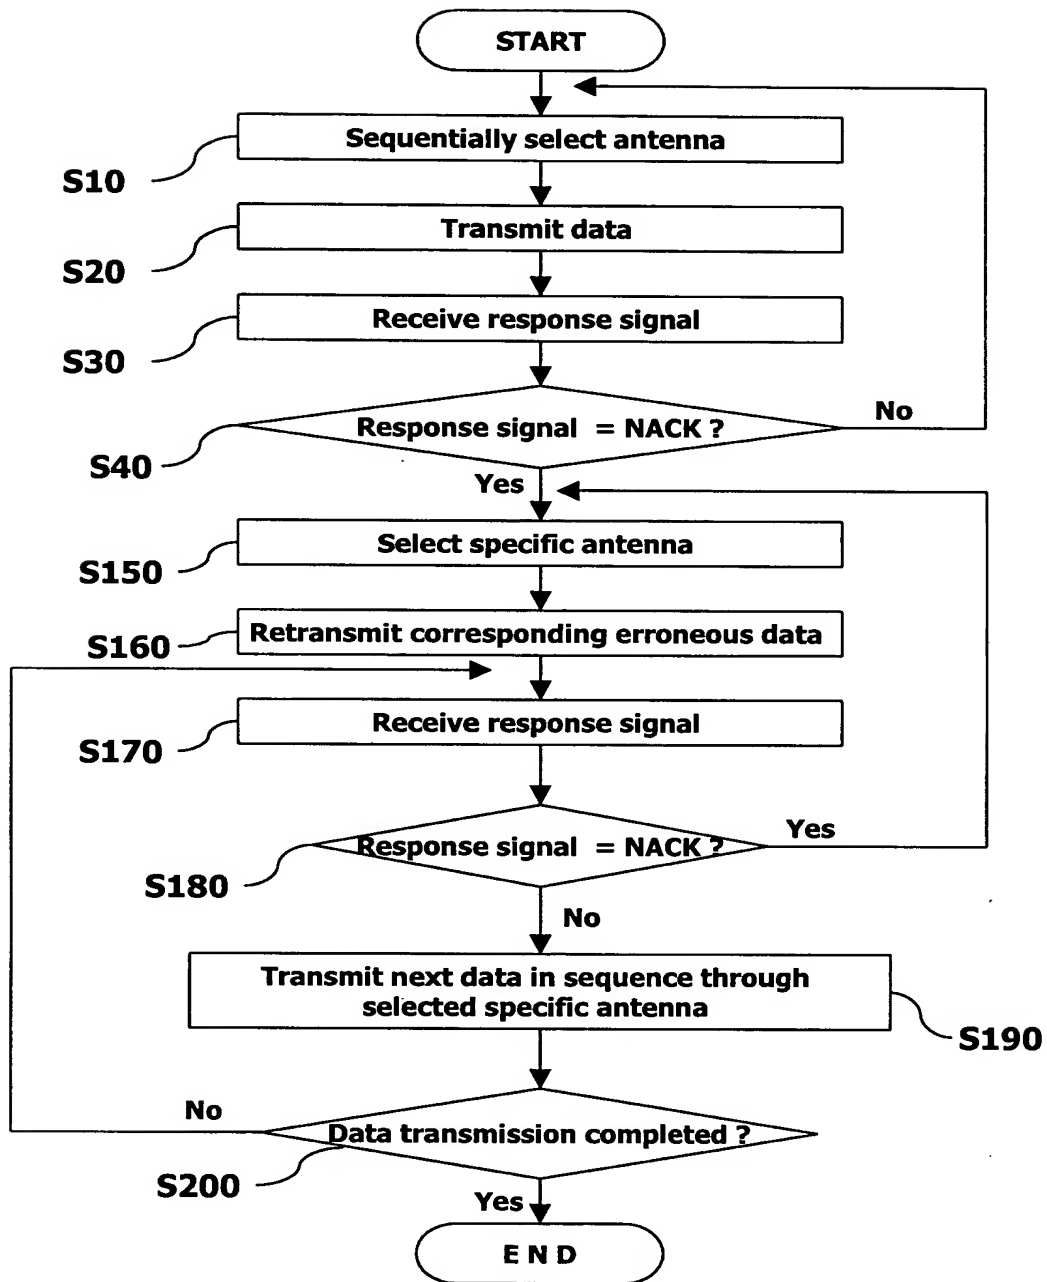 START
Sequentially select antenna
S10
Transmit data
S20
Receive response signal
S30
No
Response signal = NACK ?
S40
Yes
Select specific antenna
S150
Retransmit corresponding erroneous data
S160
Receive response signal
S170
Yes
Response signal = NACK ?
S180
No
Transmit next data in sequence through
selected specific antenna
S190
No
Data transmission completed ?
S200
Yes
E N D